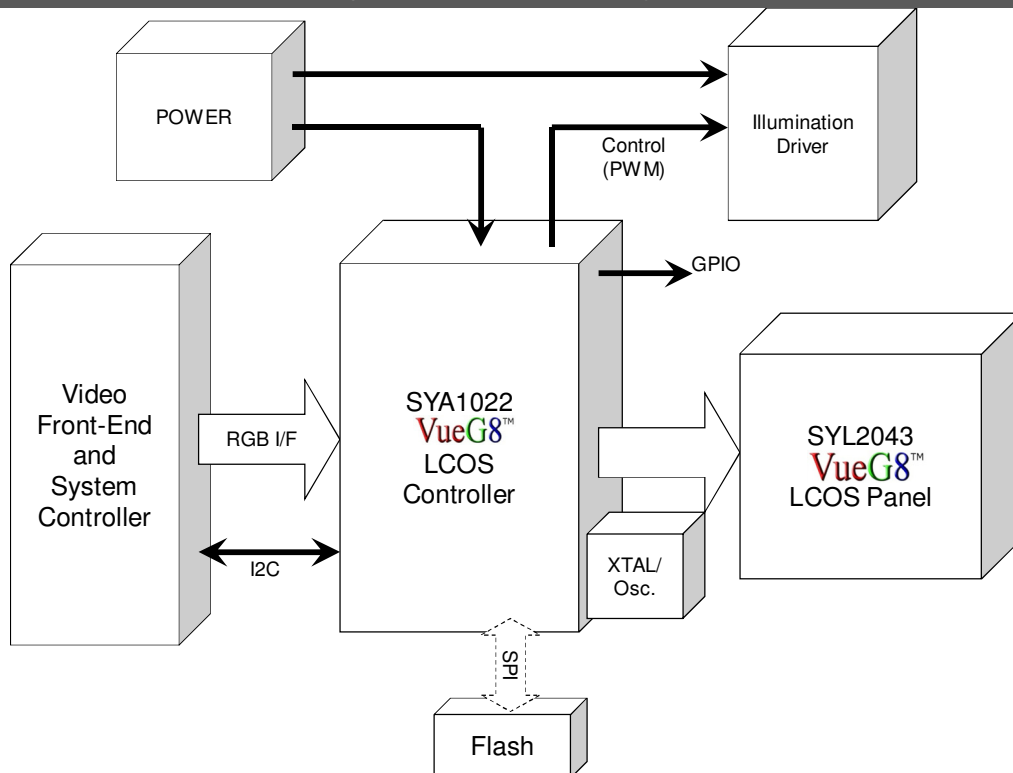 POWER
Illumination
Driver
Control
(PWM)
GPIO
Video
Front-End
and
System
Controller
RGB I/F
I2C
SYA1022
VueG8™
LCOS
Controller
SYL2043
VueG8™
LCOS Panel
XTAL/
Osc.
SPI
Flash